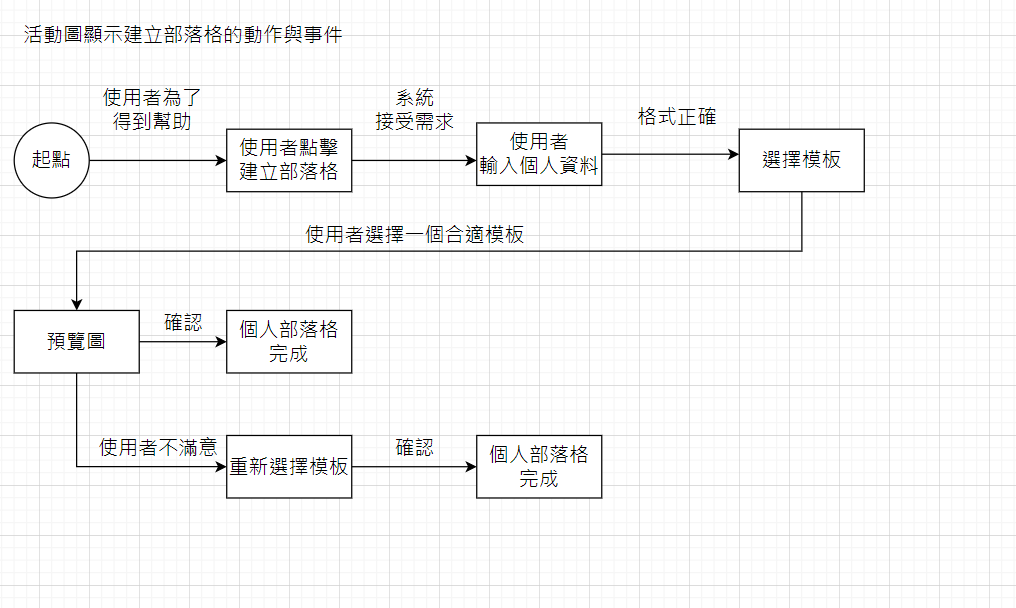 活動圖顯示建立部落格的動作與事件
使用者為了
得到幫助
系統
接受需求
格式正確
起點
使用者點擊
建立部落格
使用者
輸入個人資料
選擇模板
使用者選擇一個合適模板
預覽圖
確認
個人部落格
完成
使用者不滿意
重新選擇模板
確認
個人部落格
完成